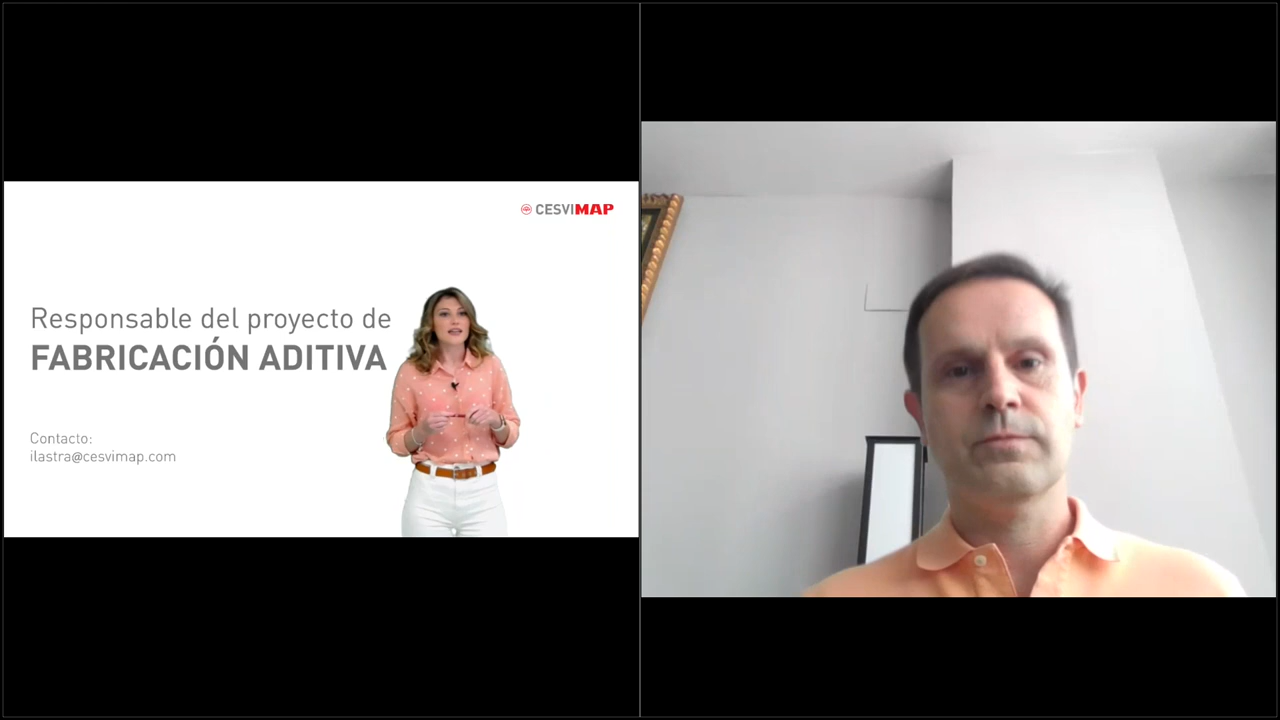 CESVIMAP
Responsable del proyecto de
FABRICACIÓN ADITIVA
Contacto:
ilastra@cesvimap.com